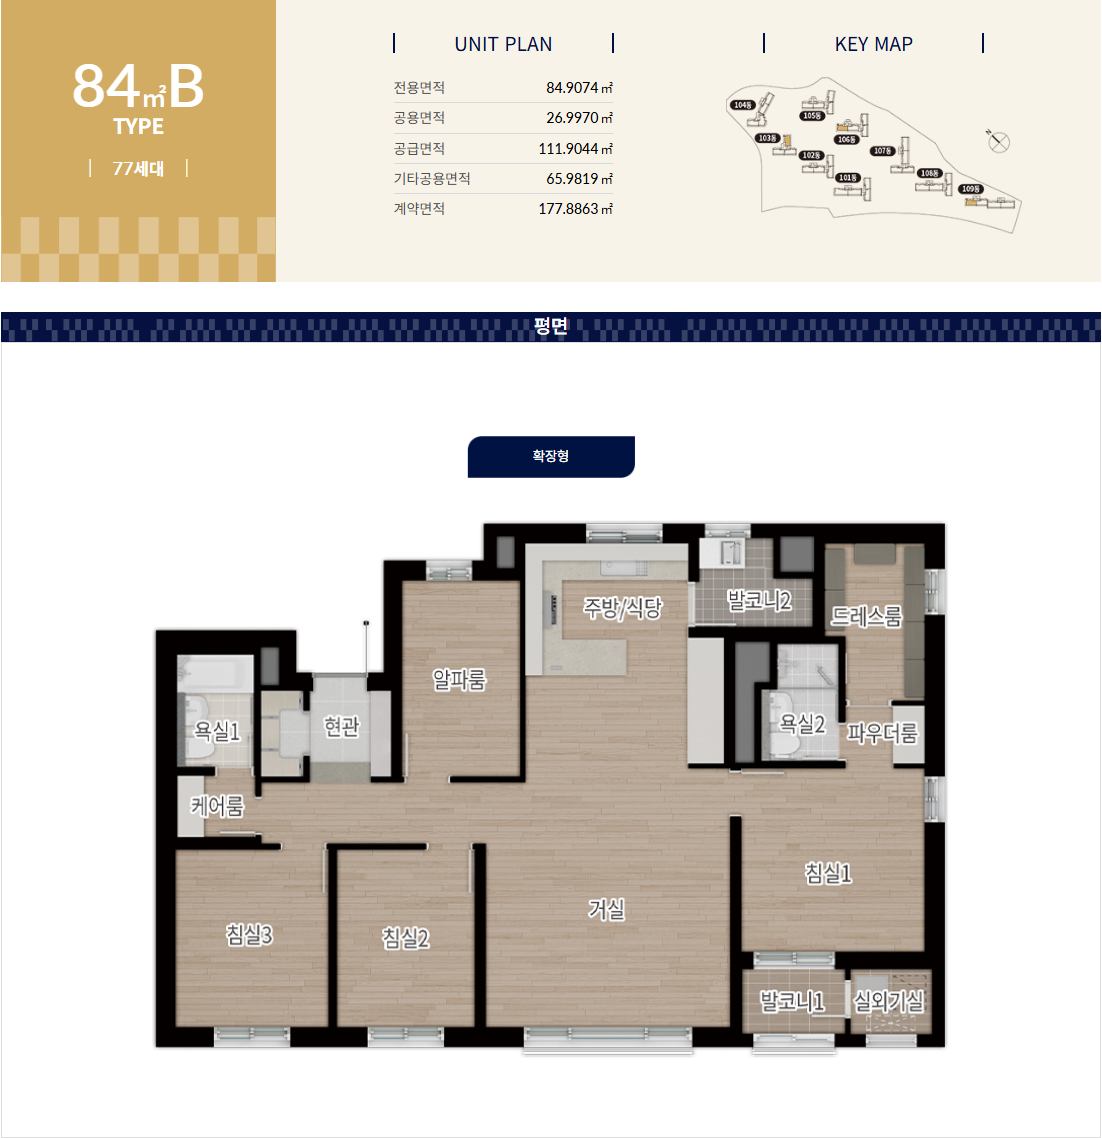 84㎡B
TYPE
77세대
UNIT PLAN
전용면적 84.9074 ㎡
공용면적 26.9970 ㎡
공급면적 111.9044 ㎡
기타공용면적 65.9819 ㎡
계약면적 177.8863 ㎡
KEY MAP
104동
105동
103동
106동
102동
107동
101동
108동
109동
N
평면
확장형
주방/식당
발코니2
드레스룸
알파룸
욕실1
현관
욕실2
파우더룸
케어룸
침실1
거실
침실3
침실2
발코니1
실외기실